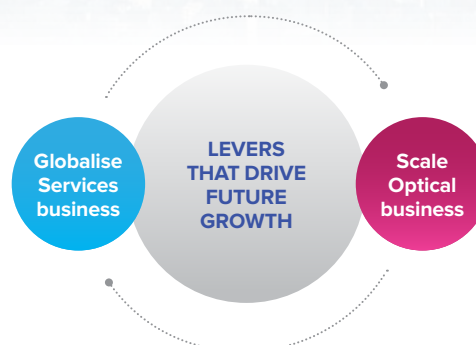 Globalise
Services
business
LEVERS
THAT DRIVE
FUTURE
GROWTH
Scale
Optical
business